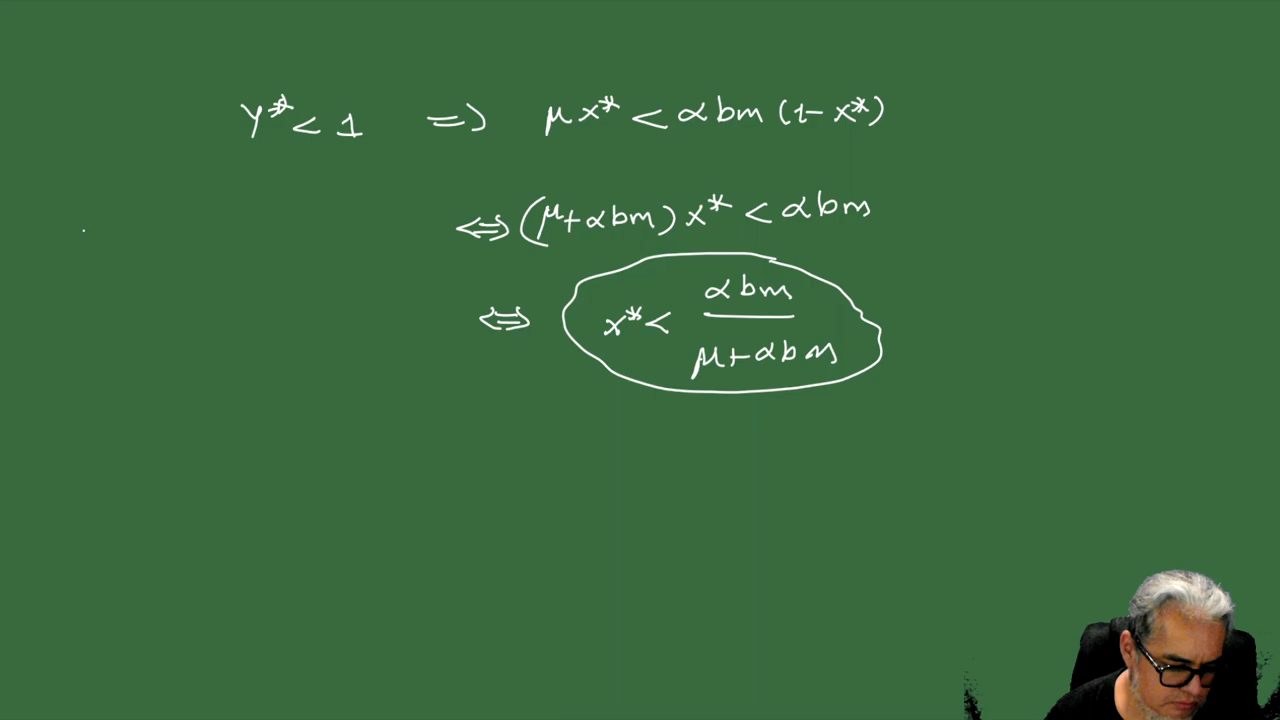 y* < 1 => μx* < αbm(1-x*)
⇔ (μ+αbm)x* < αbm
⇔ x* < αbm / μ+αbm